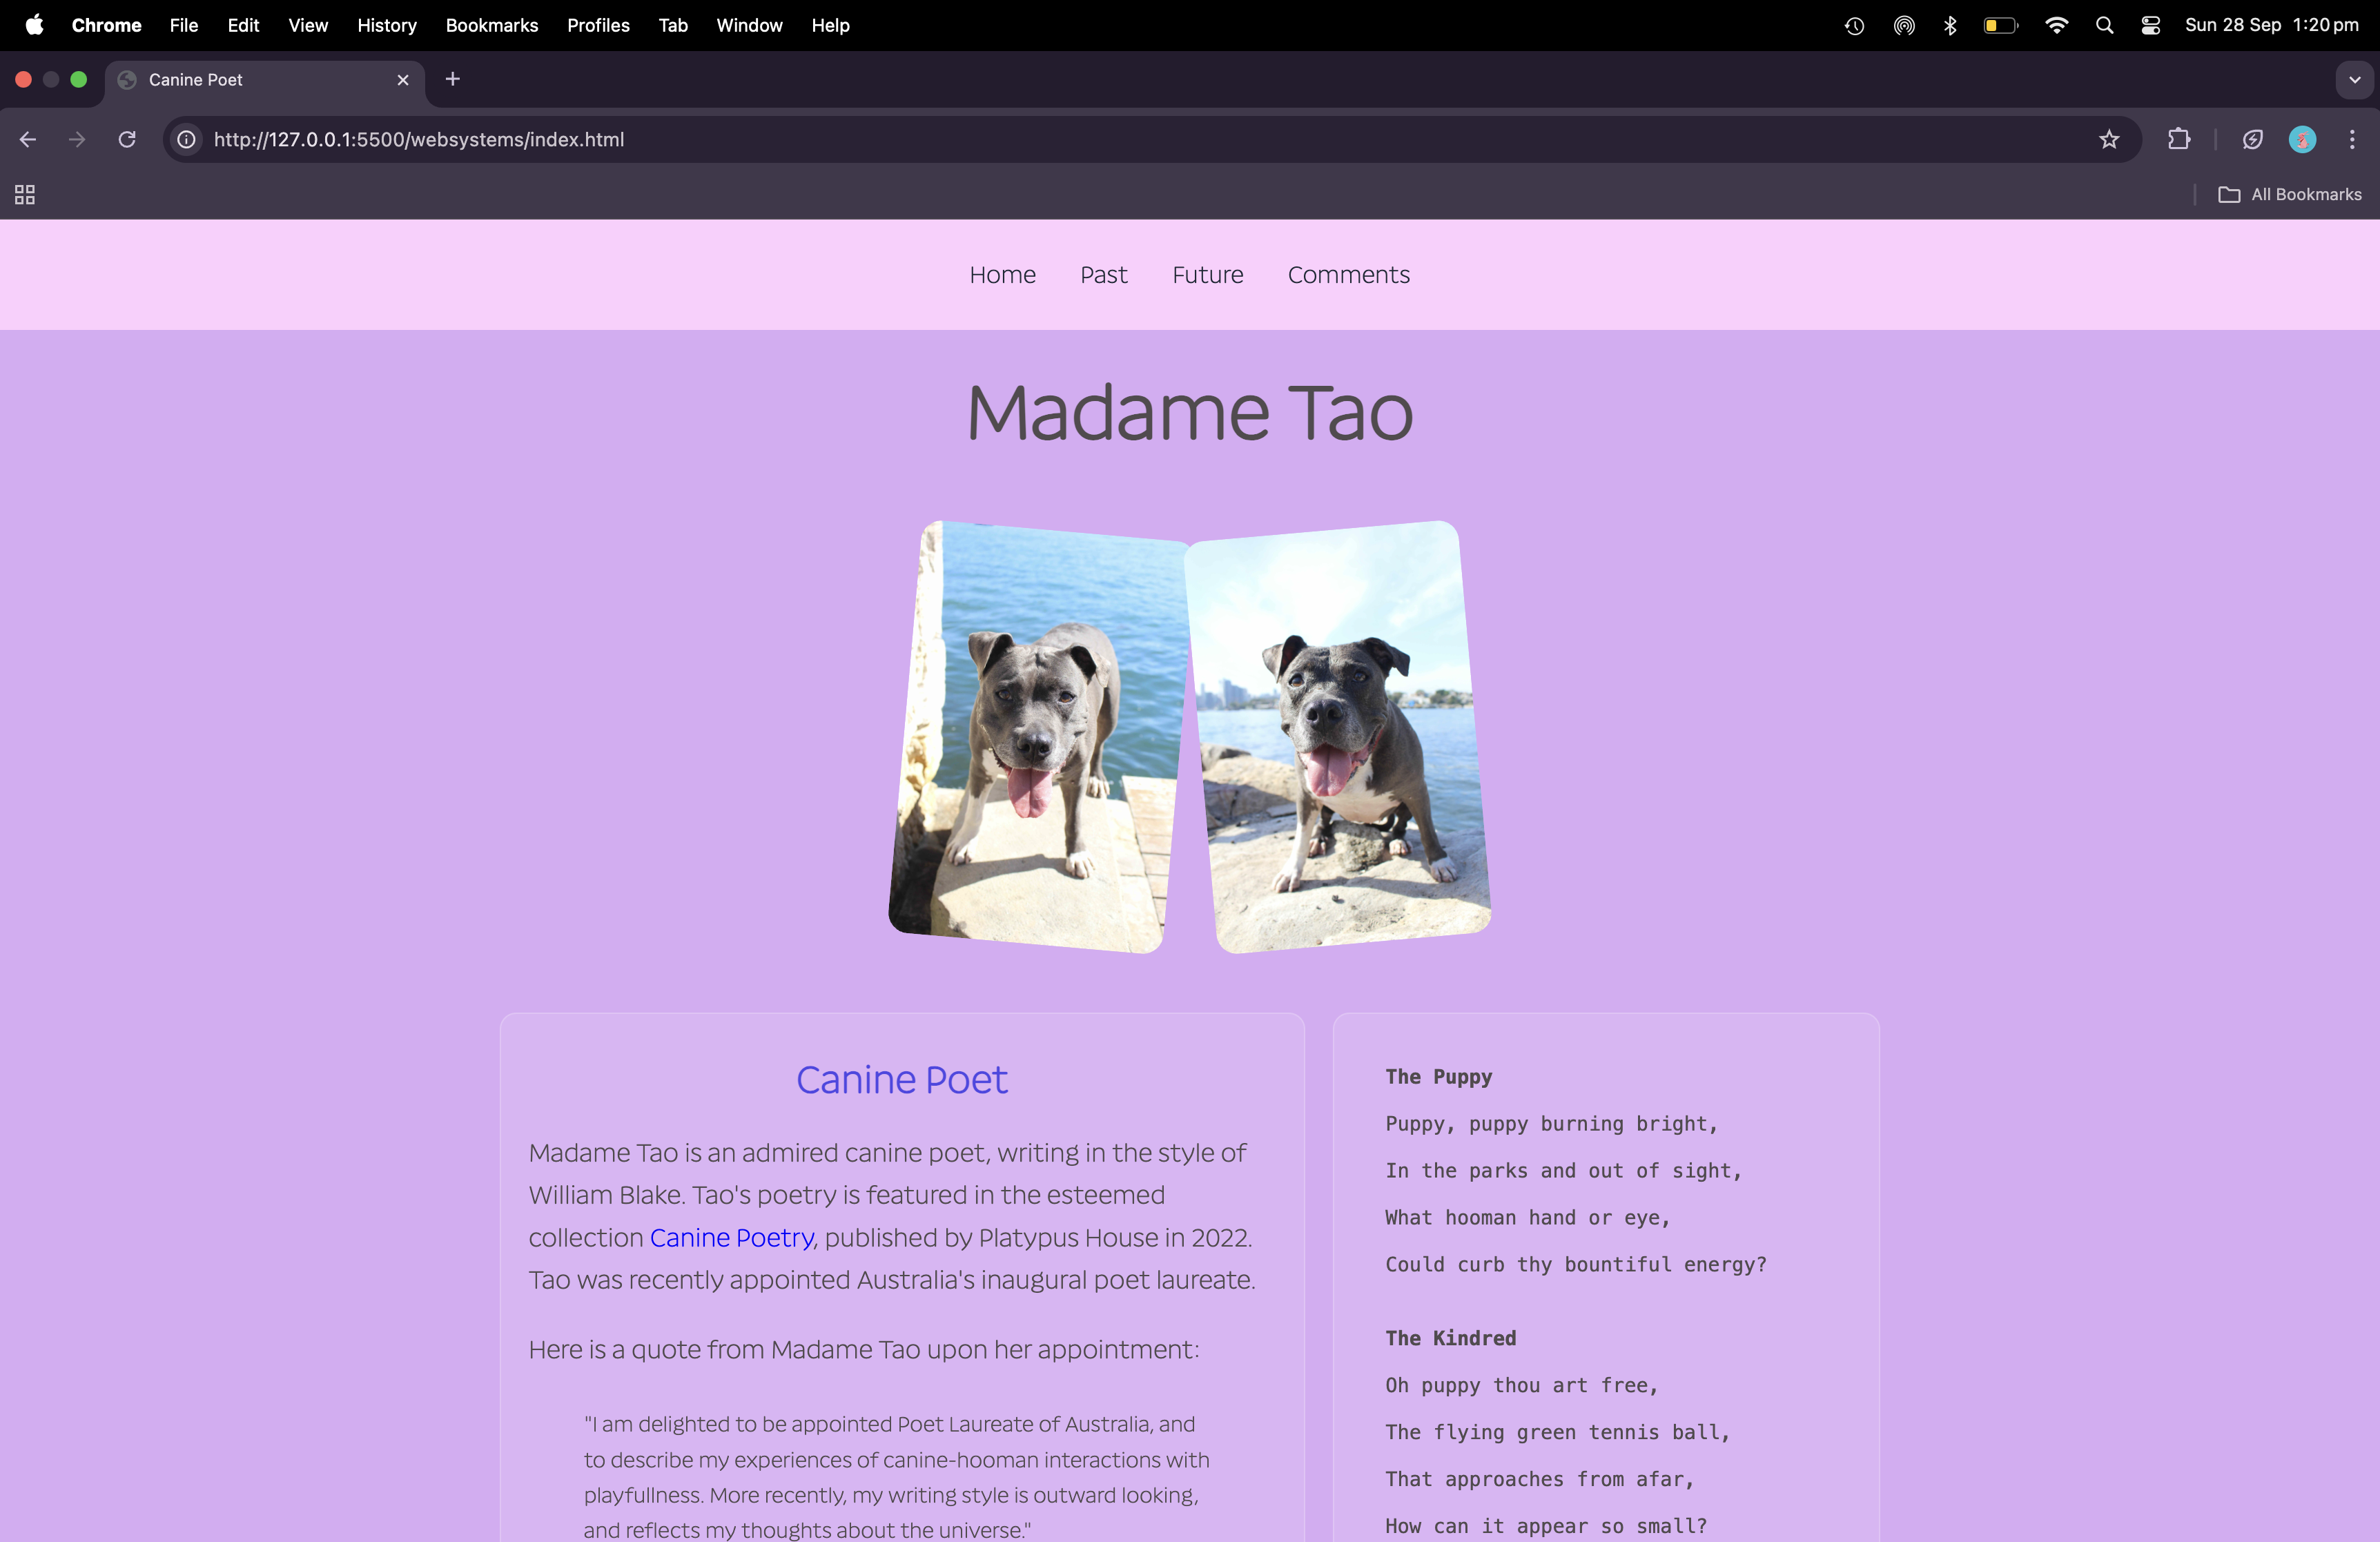 Chrome File Edit View History Bookmarks Profiles Tab Window Help Sun 28 Sep 1:20 pm
Canine Poet
http://127.0.0.1:5500/websystems/index.html
All Bookmarks
Home Past Future Comments
Madame Tao
Canine Poet
Madame Tao is an admired canine poet, writing in the style of
William Blake. Tao's poetry is featured in the esteemed
collection Canine Poetry, published by Platypus House in 2022.
Tao was recently appointed Australia's inaugural poet laureate.
Here is a quote from Madame Tao upon her appointment:
"I am delighted to be appointed Poet Laureate of Australia, and
to describe my experiences of canine-hooman interactions with
playfullness. More recently, my writing style is outward looking,
and reflects my thoughts about the universe."
The Puppy
Puppy, puppy burning bright,
In the parks and out of sight,
What hooman hand or eye,
Could curb thy bountiful energy?
The Kindred
Oh puppy thou art free,
The flying green tennis ball,
That approaches from afar,
How can it appear so small?